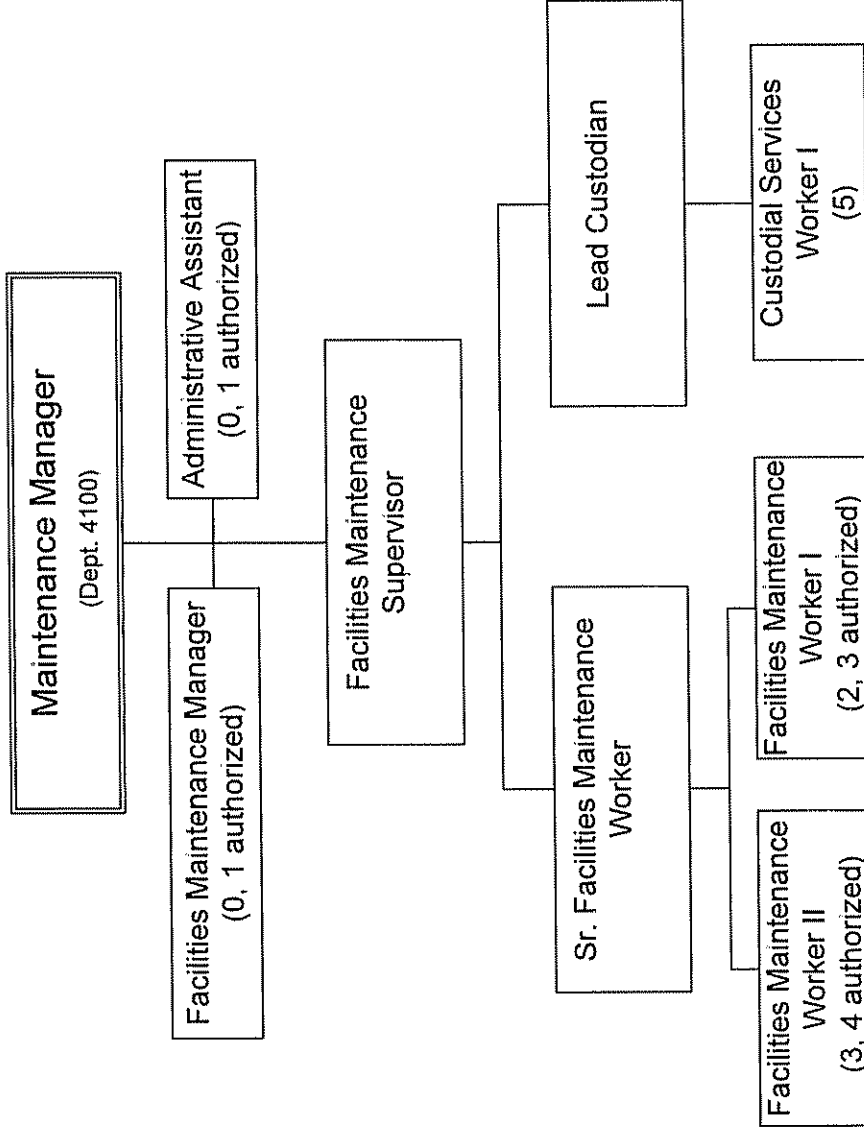 Maintenance Manager
(Dept. 4100)
Facilities Maintenance Manager
(0, 1 authorized)
Administrative Assistant
(0, 1 authorized)
Facilities Maintenance
Supervisor
Sr. Facilities Maintenance
Worker
Lead Custodian
Facilities Maintenance
Worker II
(3, 4 authorized)
Facilities Maintenance
Worker I
(2, 3 authorized)
Custodial Services
Worker I
(5)